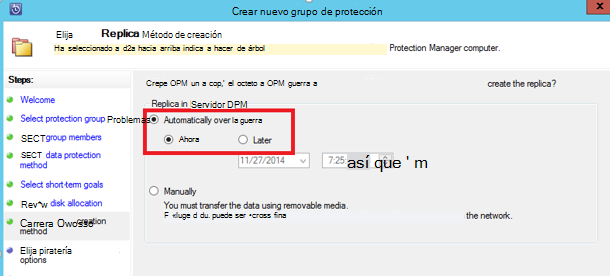 Crear nuevo grupo de protección
Elija Replica Método de creación
Ha seleccionado a d2a hacia arriba indica a hacer de árbol Protection Manager computer.
Steps:
Welcome
Select protection group Problemas
SECT group members
SECT data protection
method
Select short-term goals
Rev*w disk allocation
Carrera Owosso creation
method
Elija piratería
options
Crepe OPM un a cop,' el octeto a OPM guerra a create the replica?
Replica in Servidor DPM
Automatically over la guerra
Ahora Later
11/27/2014 7:25 así que ' m
Manually
You must transfer the data using removable media.
F «luge d du. puede ser •cross fina the network.